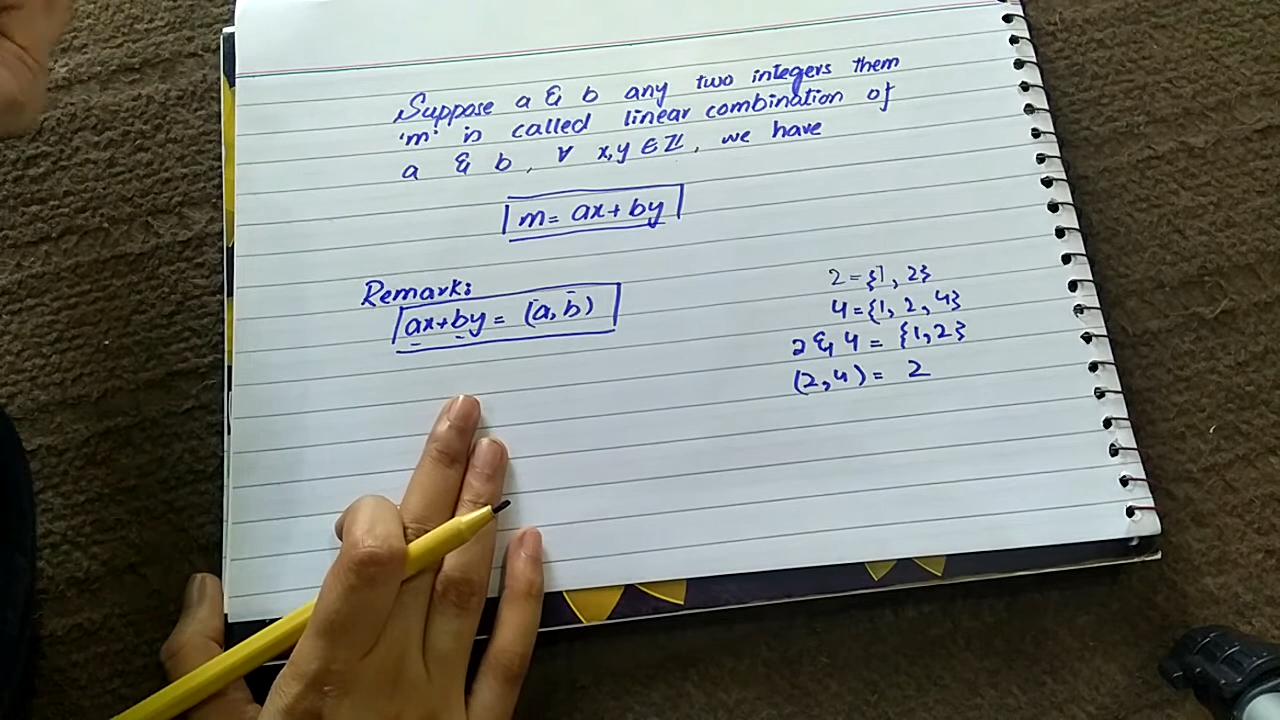 Suppose a & b any two integers them
'm' is called linear combination of
a & b, ∀ x,y ∈ ℤ, we have
m = ax + by
Remark:
ax+by = (a, b)
2 = {1, 2}
4 = {1, 2, 4}
2 & 4 = {1, 2}
(2, 4) = 2